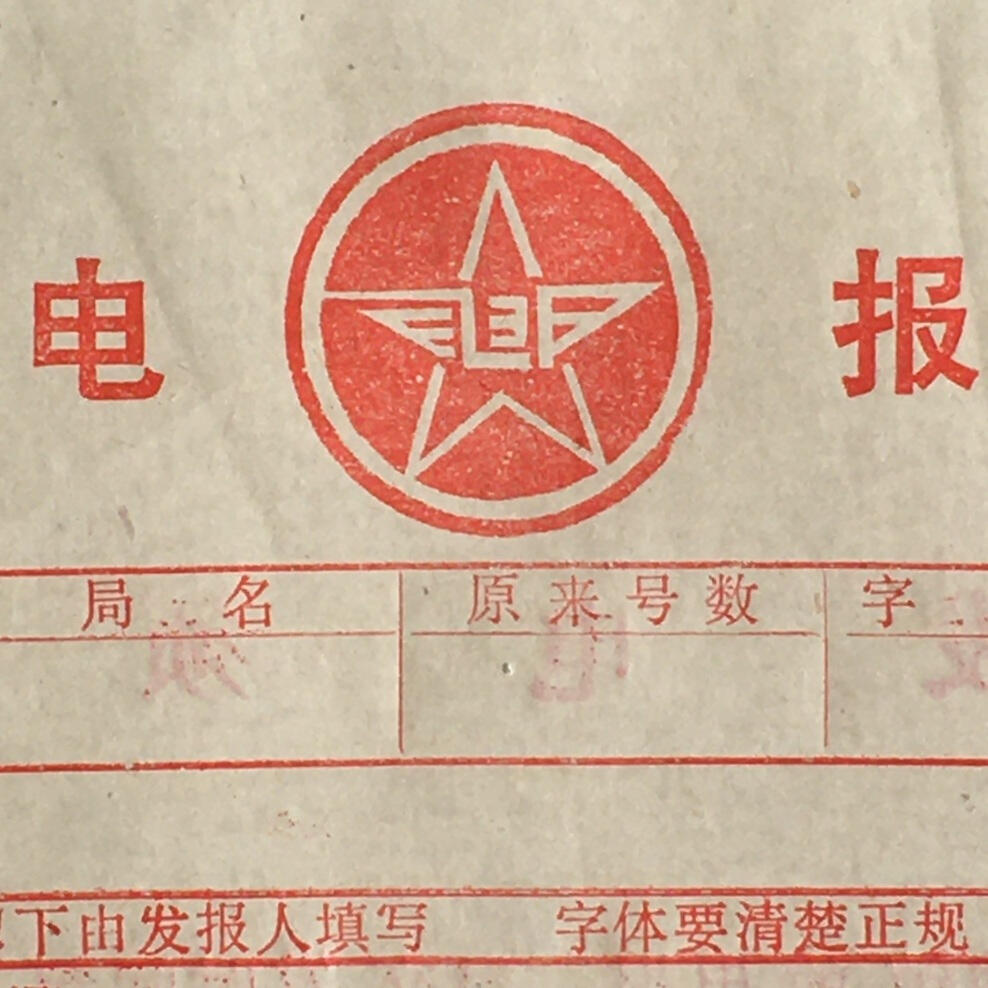 电 报
局名 原来号数 字
以下由发报人填写 字体要清楚正规